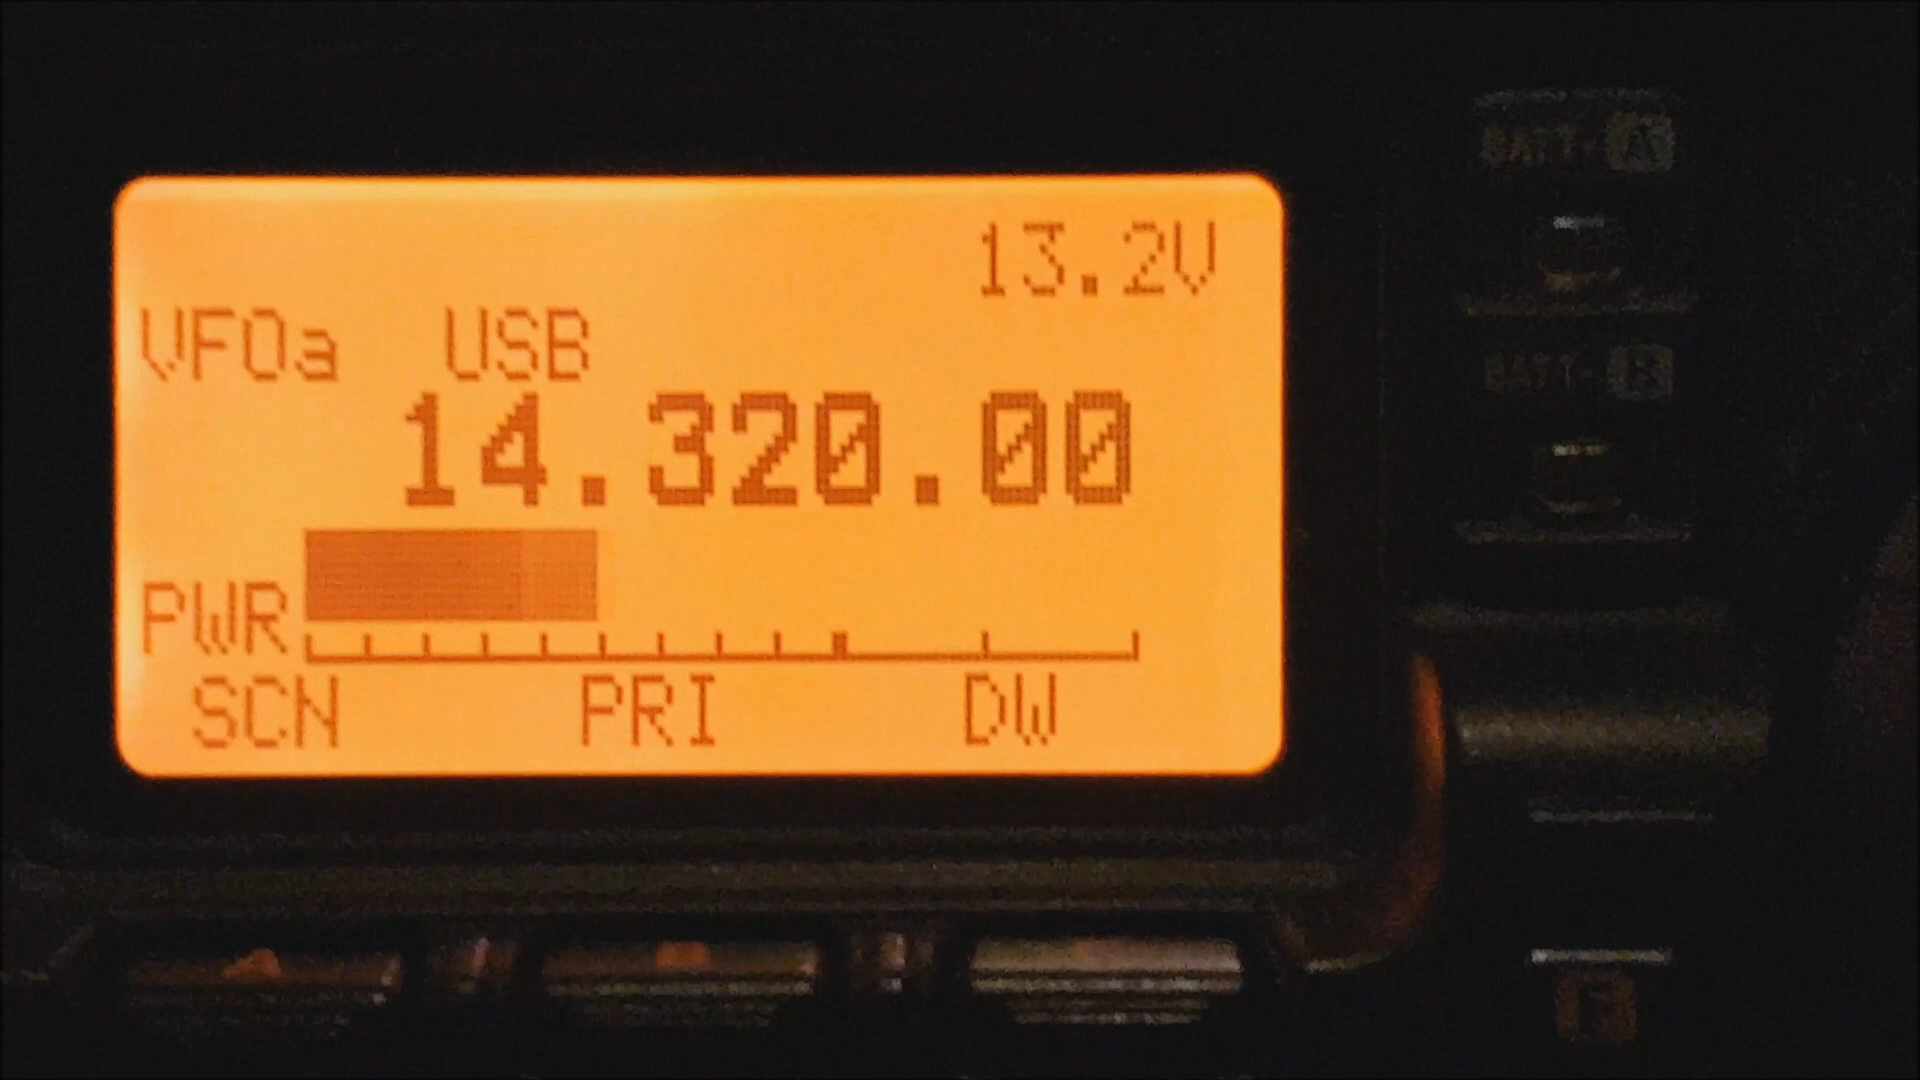 BATT-A
13.2V
VFOa USB
BATT-B
14.320.00
PWR
SCN PRI DW
F